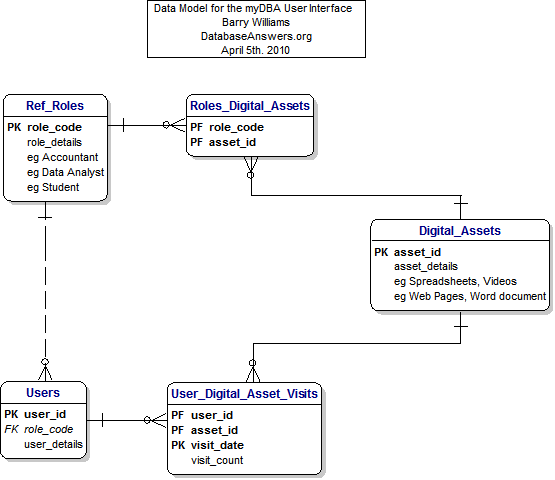 Data Model for the myDBA User Interface
Barry Williams
DatabaseAnswers.org
April 5th. 2010
Ref_Roles
PK role_code
role_details
eg Accountant
eg Data Analyst
eg Student
Roles_Digital_Assets
PF role_code
PF asset_id
Digital_Assets
PK asset_id
asset_details
eg Spreadsheets, Videos
eg Web Pages, Word document
Users
PK user_id
FK role_code
user_details
User_Digital_Asset_Visits
PF user_id
PF asset_id
PK visit_date
visit_count